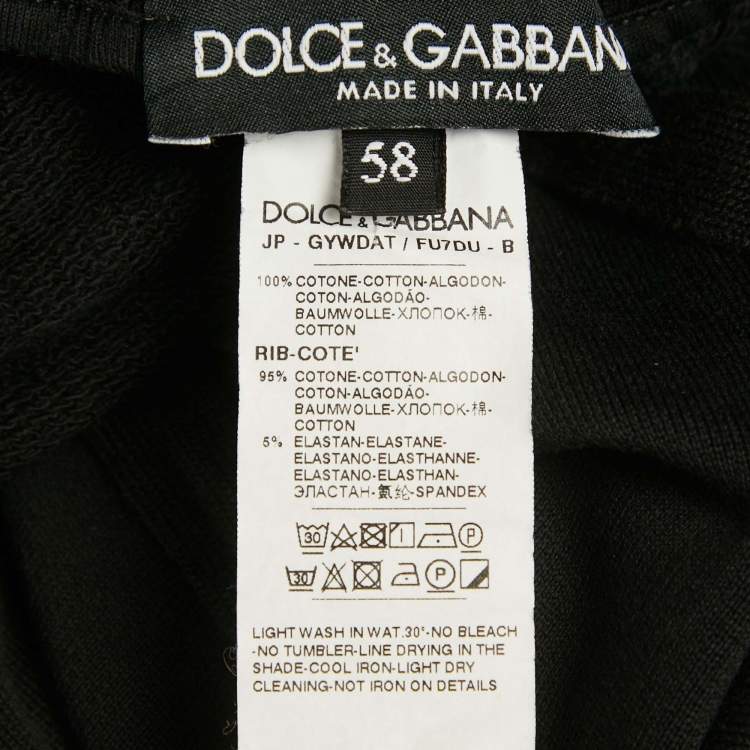 DOLCE & GABBAN
MADE IN ITALY
58
DOLCE & GABBANA
JP - GYWDAT / FU7DU - B
100% COTONE-COTTON-ALGODON-
COTON-ALGODÃO-
BAUMWOLLE-ХЛОПОК-棉-
COTTON
RIB-COTE'
95% COTONE-COTTON-ALGODON-
COTON-ALGODÃO-
BAUMWOLLE-ХЛОПОК-棉-
COTTON
5% ELASTAN-ELASTANE-
ELASTANO-ELASTHANNE-
ELASTANO-ELASTHAN-
ЭЛАСТАН-氨纶-SPANDEX
30 P
30 P
LIGHT WASH IN WAT.30°-NO BLEACH
-NO TUMBLER-LINE DRYING IN THE
SHADE-COOL IRON-LIGHT DRY
CLEANING-NOT IRON ON DETAILS